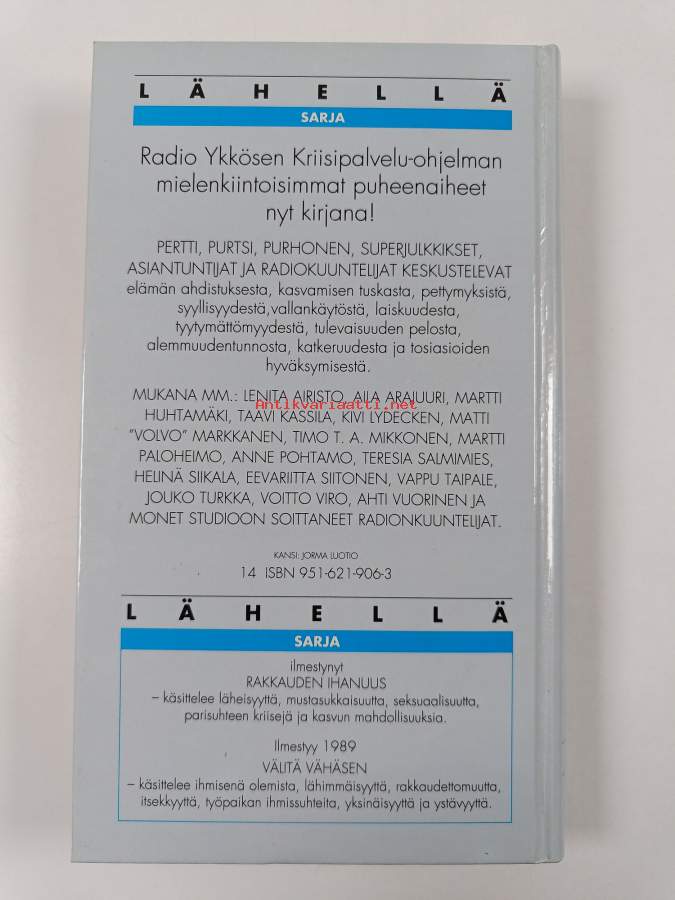 LÄHELLÄ
SARJA
Radio Ykkösen Kriisipalvelu-ohjelman
mielenkiintoisimmat puheenaiheet
nyt kirjana!
PERTTI, PURTSI, PURHONEN, SUPERJULKKIKSET,
ASIANTUNTIJAT JA RADIOKUUNTELIJAT KESKUSTELEVAT
elämän ahdistuksesta, kasvamisen tuskasta, pettymyksistä,
syyllisyydestä,vallankäytöstä, laiskuudesta,
tyytymättömyydestä, tulevaisuuden pelosta,
alemmuudentunnosta, katkeruudesta ja tosiasioiden
hyväksymisestä.
MUKANA MM.: LENITA AIRISTO, AILA ARAJUURI, MARTTI
Antikvariaatti.net
HUHTAMÄKI, TAAVI KASSILA, KIVI LYDECKEN, MATTI
"VOLVO" MARKKANEN, TIMO T. A. MIKKONEN, MARTTI
PALOHEIMO, ANNE POHTAMO, TERESIA SALMIMIES,
HELINÄ SIIKALA, EEVARIITTA SIITONEN, VAPPU TAIPALE,
JOUKO TURKKA, VOITTO VIRO, AHTI VUORINEN JA
MONET STUDIOON SOITTANEET RADIONKUUNTELIJAT.
KANSI: JORMA LUOTIO
14 ISBN 951-621-906-3
LÄHELLÄ
SARJA
ilmestynyt
RAKKAUDEN IHANUUS
– käsittelee läheisyyttä, mustasukkaisuutta, seksuaalisuutta,
parisuhteen kriisejä ja kasvun mahdollisuuksia.
Ilmestyy 1989
VÄLITÄ VÄHÄSEN
– käsittelee ihmisenä olemista, lähimmäisyyttä, rakkaudettomuutta,
itsekkyyttä, työpaikan ihmissuhteita, yksinäisyyttä ja ystävyyttä.